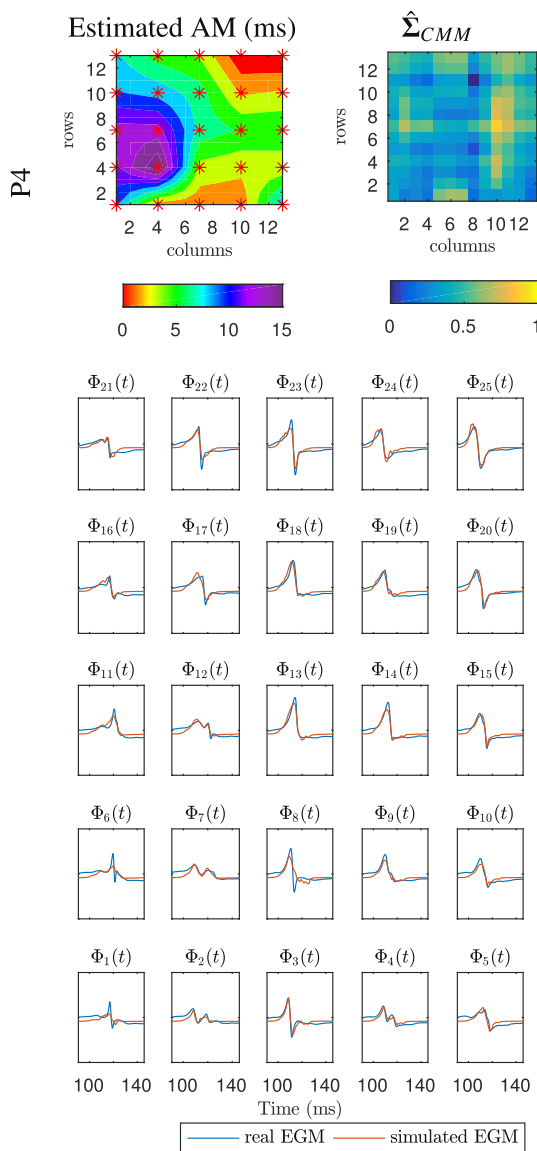 Estimated AM (ms)
Σ̂_CMM
P4
rows
12
10
8
6
4
2
2 4 6 8 10 12
columns
rows
12
10
8
6
4
2
2 4 6 8 10 12
columns
0 5 10 15
0 0.5 1
Φ21(t) Φ22(t) Φ23(t) Φ24(t) Φ25(t)
Φ16(t) Φ17(t) Φ18(t) Φ19(t) Φ20(t)
Φ11(t) Φ12(t) Φ13(t) Φ14(t) Φ15(t)
Φ6(t) Φ7(t) Φ8(t) Φ9(t) Φ10(t)
Φ1(t) Φ2(t) Φ3(t) Φ4(t) Φ5(t)
100 140 100 140 100 140 100 140 100 140
Time (ms)
real EGM simulated EGM